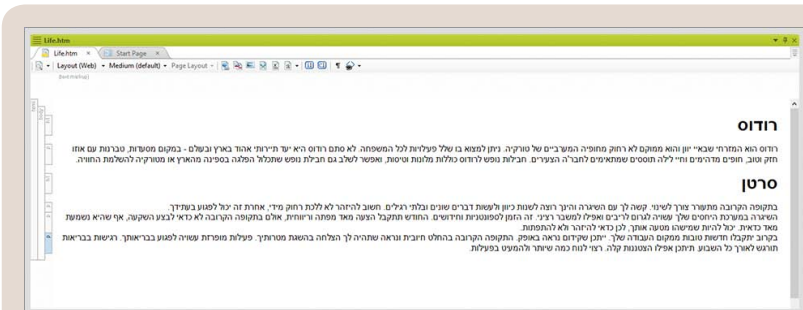 Life.htm
Life.htm × Start Page ×
Layout (Web) Medium (default) Page Layout
רודוס
רודוס הוא המזרחי שבאיי יוון והוא ממוקם לא רחוק מחופיה המערביים של טורקיה. ניתן למצוא בו שלל פעילויות לכל המשפחה. לא סתם רודוס היא יעד תיירותי אהוד בארץ ובעולם - במקום מסעדות, טברנות עם אוזו
חזק וטוב, חופים מדהימים וחיי לילה תוססים שמתאימים לחבר'ה הצעירים. חבילות נופש לרודוס כוללות מלונות וטיסות, ואפשר לשלב גם חבילת נופש שתכלול הפלגה בספינה מהארץ או מטורקיה להשלמת החוויה.
סרטן
בתקופה הקרובה מתעורר צורך לשינוי. קשה לך עם השיגרה והינך רוצה לשנות כיוון ולעשות דברים שונים ובלתי רגילים. חשוב להיזהר לא ללכת רחוק מידי, אחרת זה יכול לפגוע בעתידך.
השיגרה במערכת היחסים שלך עשויה לגרום לריבים ואפילו למשבר רציני. זה הזמן לספונטניות וחידושים. החודש תתקבל הצעה מאד מפתה ורווחית, אולם בתקופה הקרובה לא כדאי לבצע השקעה, אף שהיא נשמעת
מאד כדאית. יכול להיות שמישהו מטעה אותך, לכן כדאי להיזהר ולא להתפתות.
בקרוב יתקבלו חדשות טובות ממקום העבודה שלך. ייתכן שקידום נראה באופק. התקופה הקרובה בהחלט חיובית ונראה שתהיה לך הצלחה בהשגת מטרותיך. פעילות מופרזת עשויה לפגוע בבריאותך. רגישות בבריאות
תורגש לאורך כל השבוע. תיתכן אפילו הצטננות קלה. רצוי לנוח כמה שיותר ולהמעיט בפעילות.